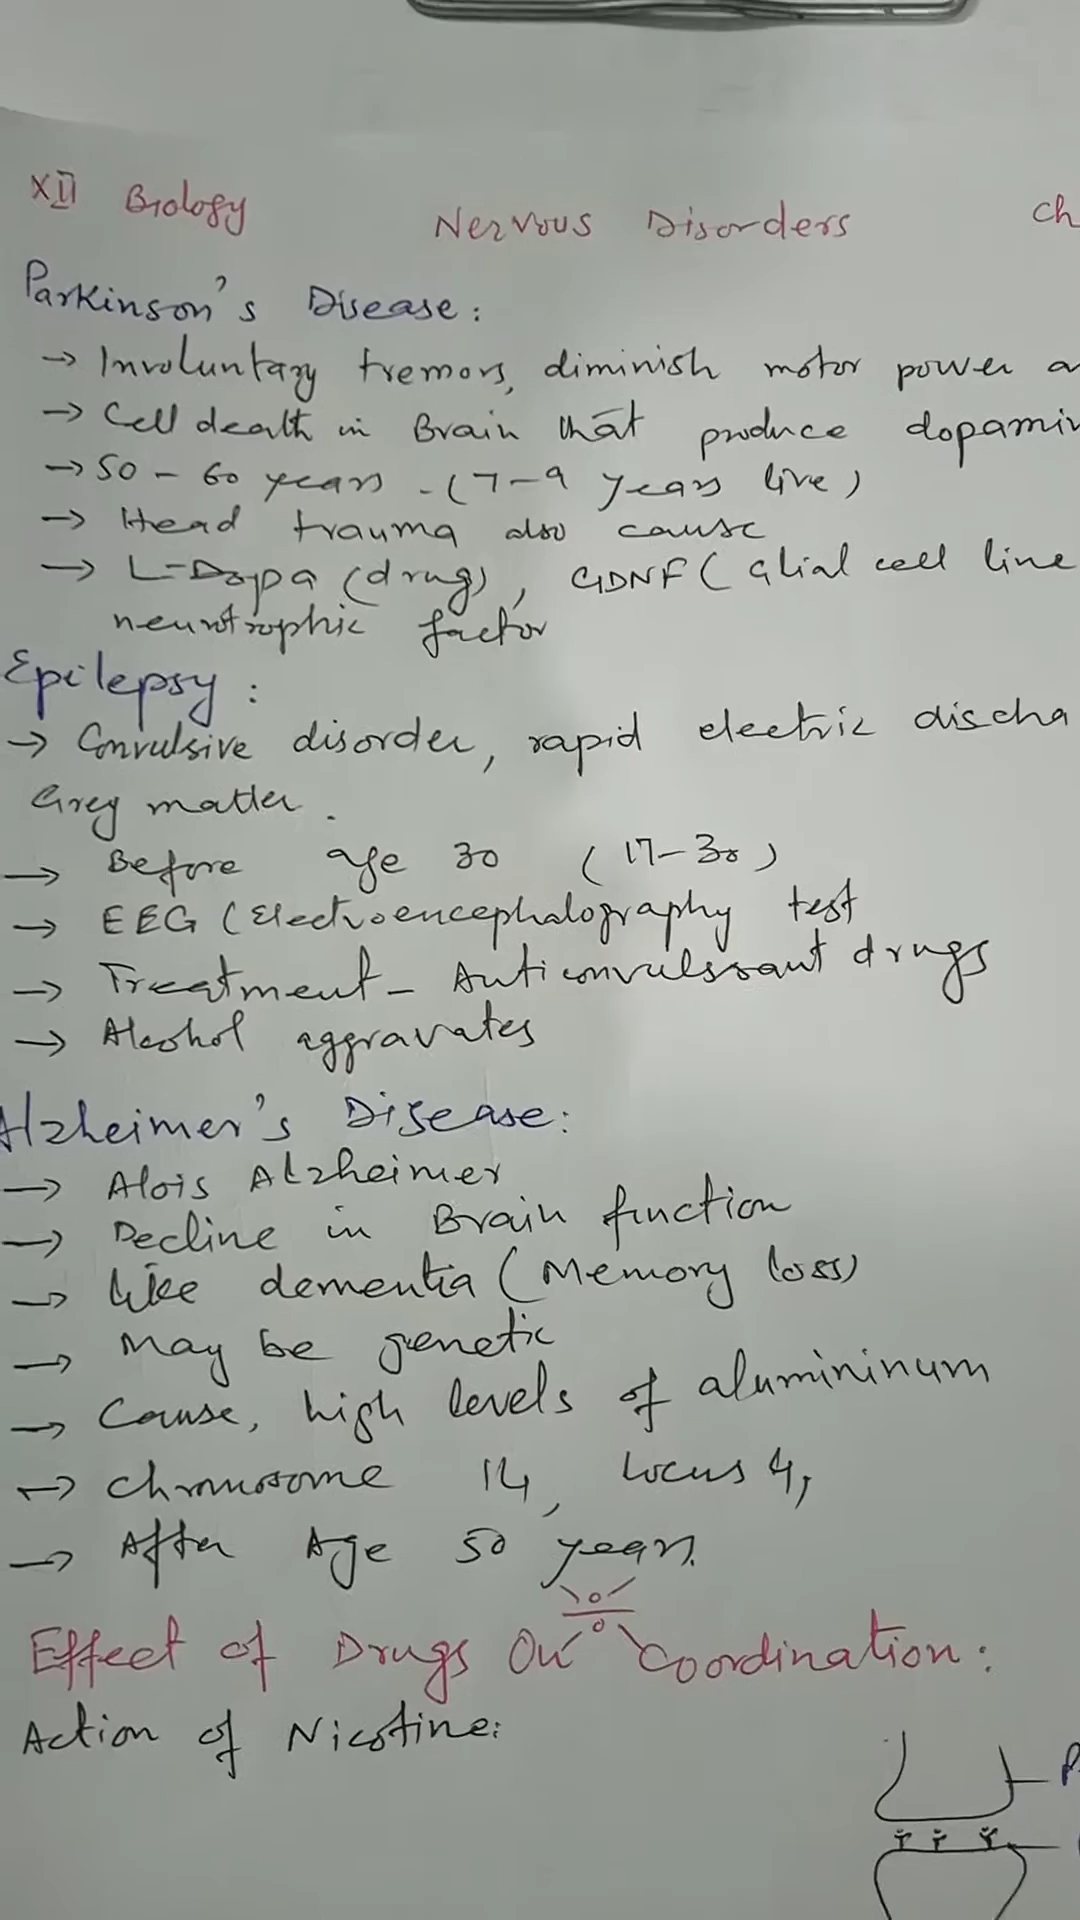 XII Biology Nervous Disorders ch
Parkinson's Disease:
→ Involuntary tremors, diminish motor power a
→ Cell death in Brain that produce dopamin
→ 50 - 60 years - (7-9 years live)
→ Head trauma also cause
→ L-Dopa (drug), GDNF (Glial cell line
neurotrophic factor
Epilepsy:
→ Convulsive disorder, rapid electric discha
Grey matter.
→ Before age 30 (17-30)
→ EEG (Electroencephalography test
→ Treatment - Anticonvulssant drugs
→ Alcohol aggravates
Alzheimer's Disease:
→ Alois Alzheimer
→ Decline in Brain function
→ like dementia (Memory loss)
→ May be genetic
→ Cause, high levels of alumininum
→ chromosome 14, Locus 4,
→ After Age 50 years.
Effect of Drugs On Coordination:
Action of Nicotine: